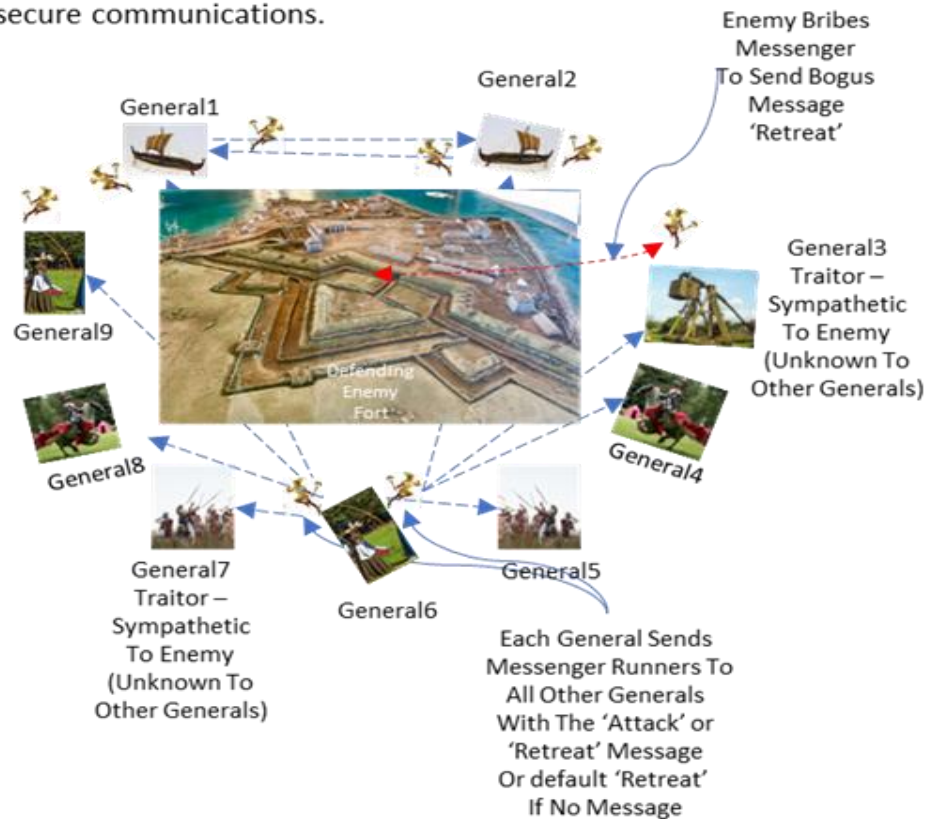 secure communications.
Enemy Bribes
Messenger
To Send Bogus
Message
‘Retreat’
General1
General2
General3
Traitor –
Sympathetic
To Enemy
(Unknown To
Other Generals)
General9
Defending
Enemy
Fort
General4
General8
General7
Traitor –
Sympathetic
To Enemy
(Unknown To
Other Generals)
General6
General5
Each General Sends
Messenger Runners To
All Other Generals
With The ‘Attack’ or
‘Retreat’ Message
Or default ‘Retreat’
If No Message